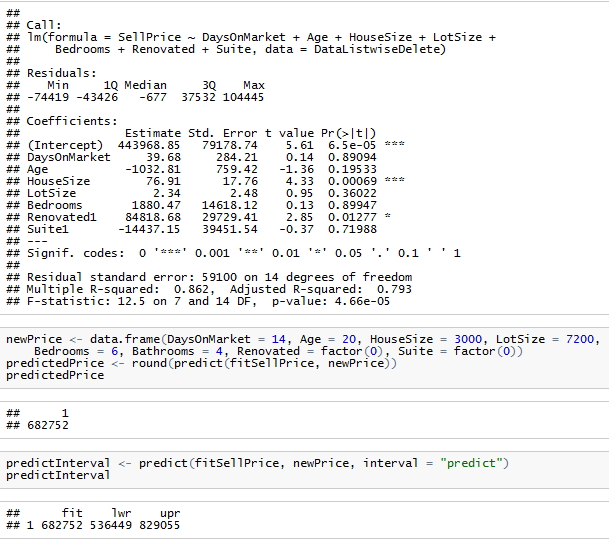 ##
## Call:
## lm(formula = SellPrice ~ DaysOnMarket + Age + HouseSize + LotSize +
##     Bedrooms + Renovated + Suite, data = DataListwiseDelete)
##
## Residuals:
##    Min     1Q Median     3Q    Max
## -74419 -43426   -677  37532 104445
##
## Coefficients:
##               Estimate Std. Error t value Pr(>|t|)
## (Intercept)  443968.85   79178.74    5.61  6.5e-05 ***
## DaysOnMarket     39.68     284.21    0.14  0.89094
## Age           -1032.81     759.42   -1.36  0.19533
## HouseSize        76.91      17.76    4.33  0.00069 ***
## LotSize           2.34       2.48    0.95  0.36022
## Bedrooms       1880.47   14618.12    0.13  0.89947
## Renovated1    84818.68   29729.41    2.85  0.01277 *
## Suite1       -14437.15   39451.54   -0.37  0.71988
## ---
## Signif. codes:  0 '***' 0.001 '**' 0.01 '*' 0.05 '.' 0.1 ' ' 1
##
## Residual standard error: 59100 on 14 degrees of freedom
## Multiple R-squared:  0.862,  Adjusted R-squared:  0.793
## F-statistic: 12.5 on 7 and 14 DF,  p-value: 4.66e-05
newPrice <- data.frame(DaysOnMarket = 14, Age = 20, HouseSize = 3000, LotSize = 7200,
    Bedrooms = 6, Bathrooms = 4, Renovated = factor(0), Suite = factor(0))
predictedPrice <- round(predict(fitSellPrice, newPrice))
predictedPrice
##      1
## 682752
predictInterval <- predict(fitSellPrice, newPrice, interval = "predict")
predictInterval
##      fit    lwr    upr
## 1 682752 536449 829055